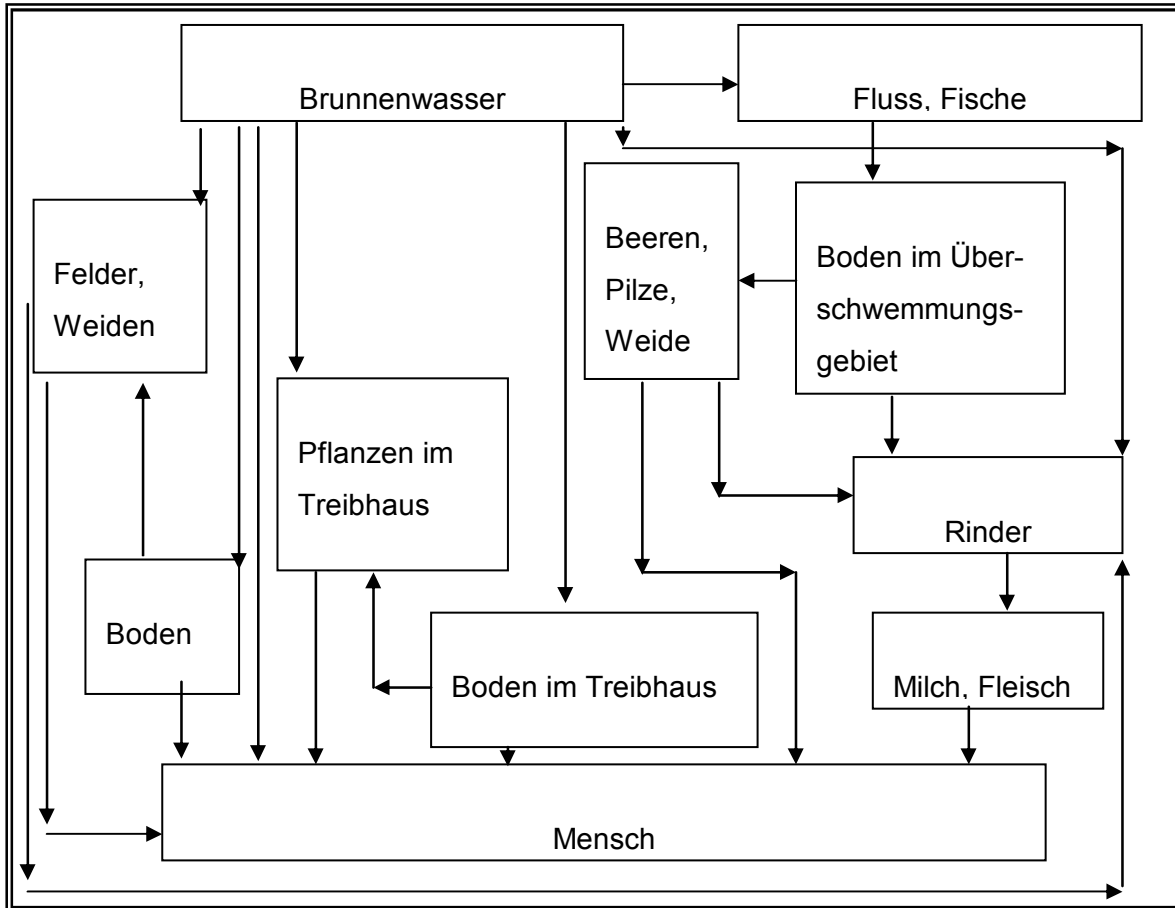 Brunnenwasser
Fluss, Fische
Beeren,
Pilze,
Weide
Boden im Über-
schwemmungs-
gebiet
Felder,
Weiden
Pflanzen im
Treibhaus
Rinder
Boden
Boden im Treibhaus
Milch, Fleisch
Mensch